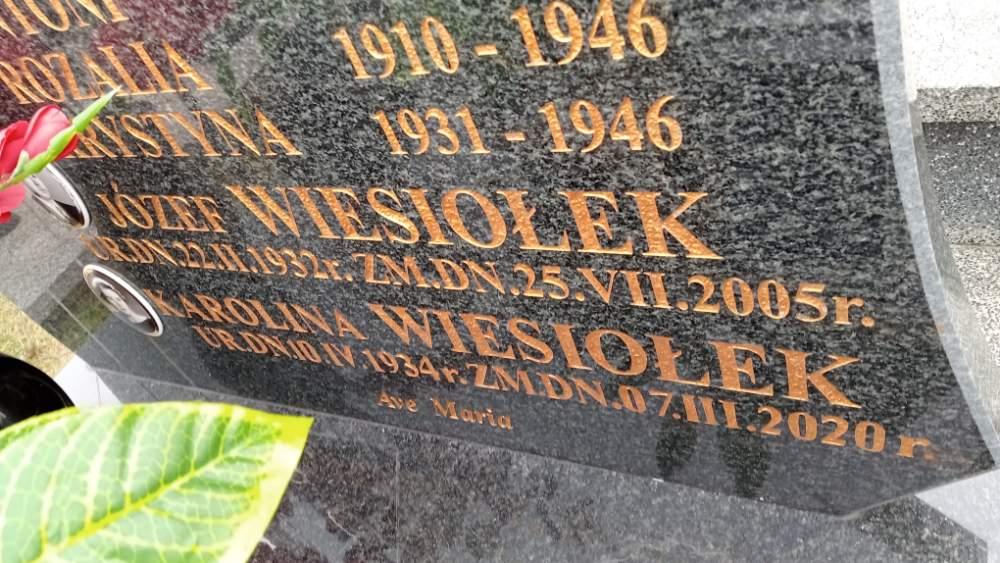 ROZALIA 1910 - 1946
RYSTYNA 1931 - 1946
JÓZEF WIESIOŁEK
UR.DN.22.II.1932r. ZM.DN.25.VII.2005r.
KAROLINA WIESIOŁEK
UR.DN.10.IV 1934r. ZM.DN.07.III.2020 r.
Ave Maria